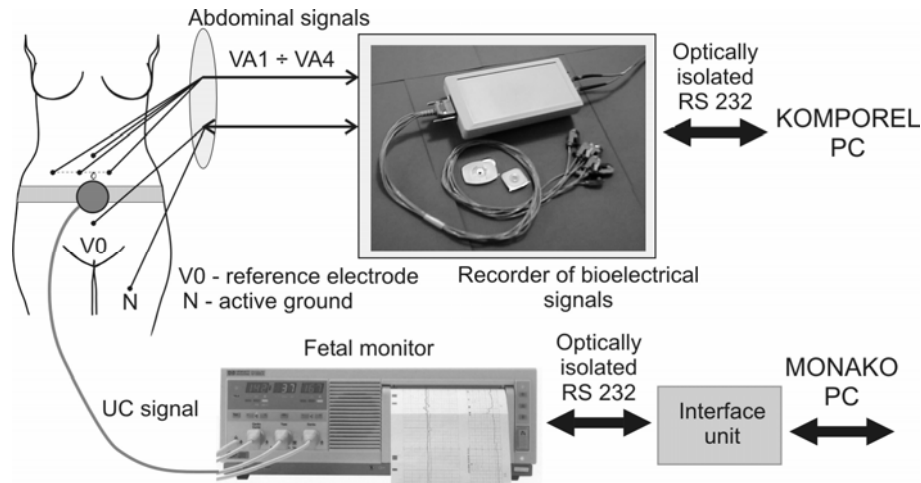 Abdominal signals
VA1 ÷ VA4
Optically
isolated
RS 232
KOMPOREL
PC
V0
N
V0 - reference electrode
N - active ground
Recorder of bioelectrical
signals
Fetal monitor
UC signal
Optically
isolated
RS 232
Interface
unit
MONAKO
PC